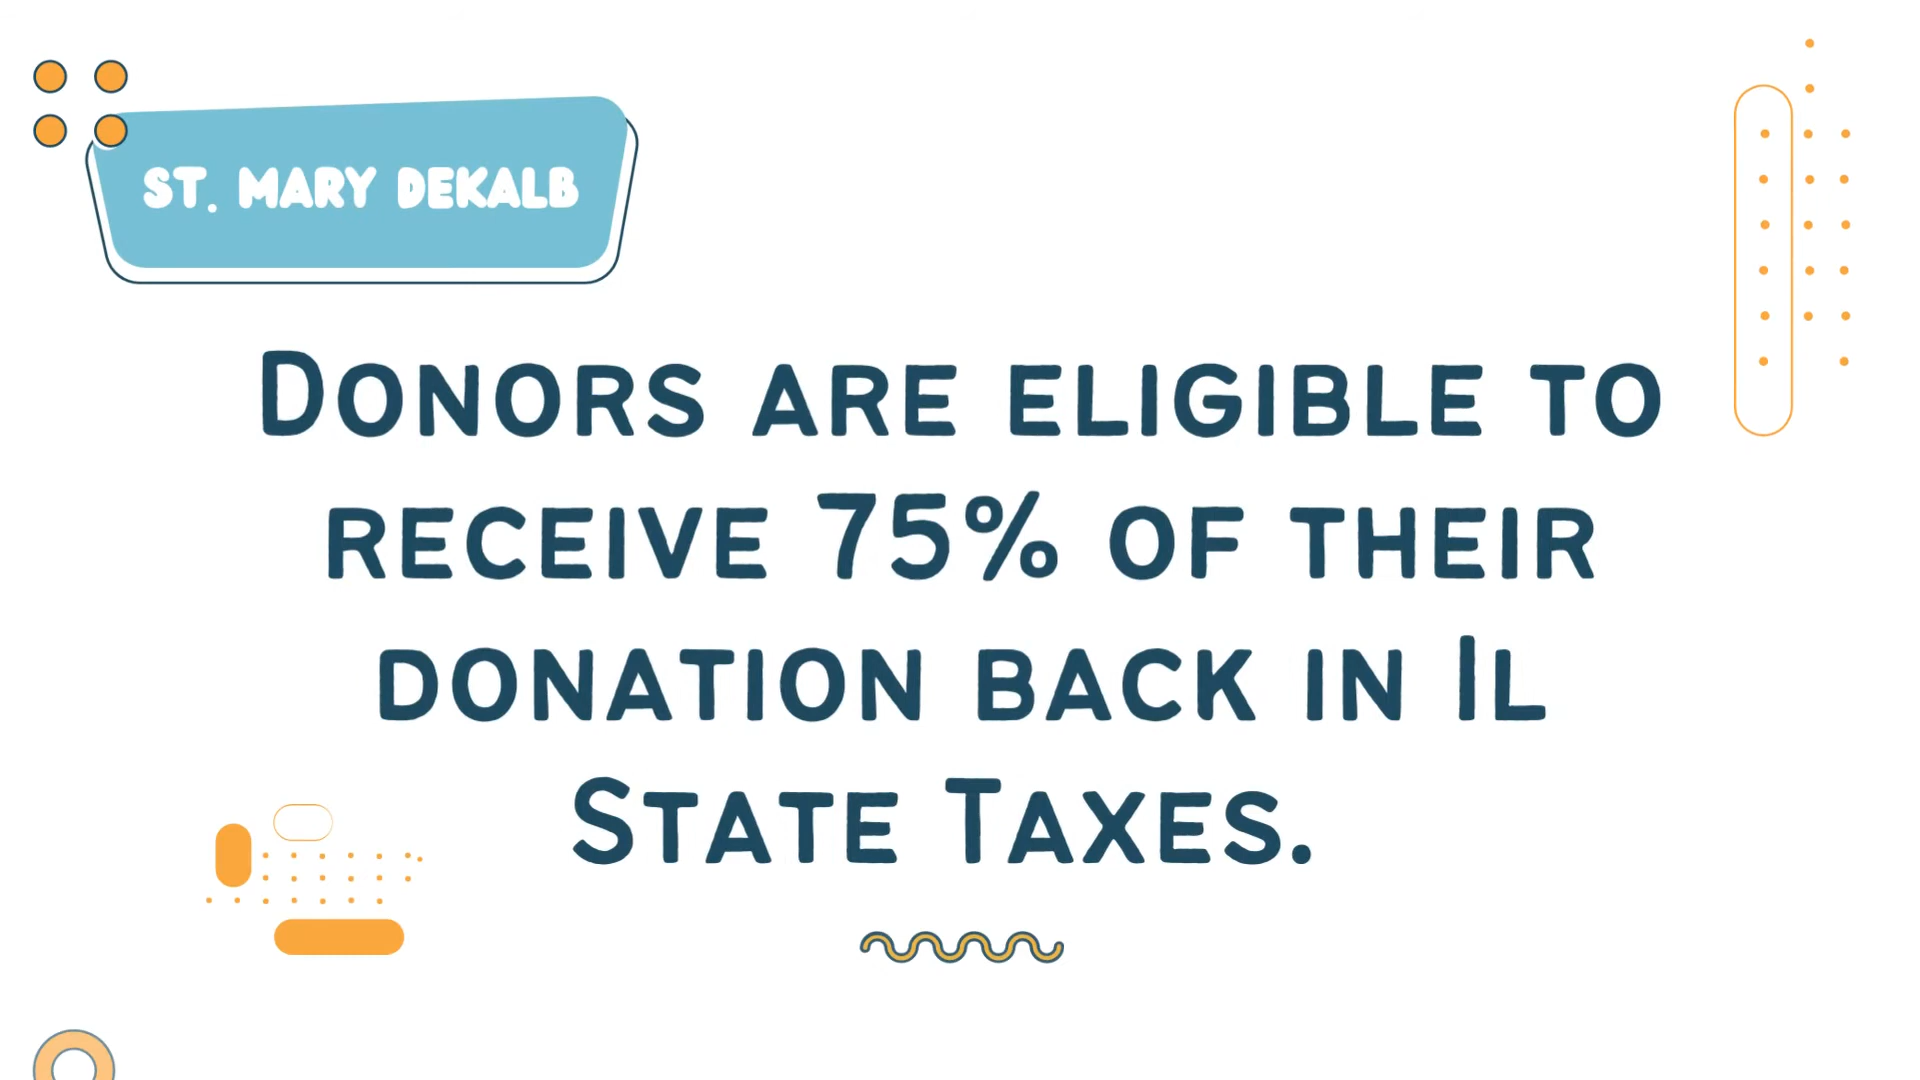 ST. MARY DEKALB
Donors are eligible to
receive 75% of their
donation back in Il
State Taxes.